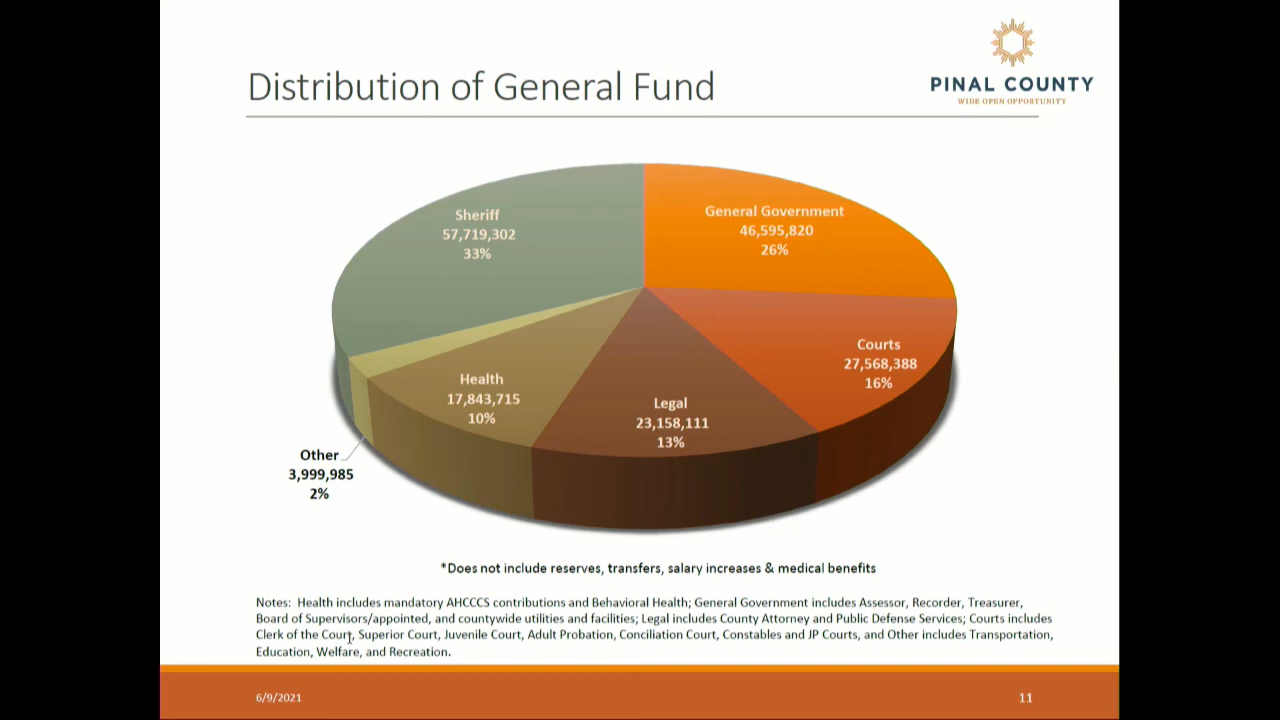 PINAL COUNTY
WIDE OPEN OPPORTUNITY
Distribution of General Fund
Sheriff
57,719,302
33%
General Government
46,595,820
26%
Courts
27,568,388
16%
Legal
23,158,111
13%
Health
17,843,715
10%
Other
3,999,985
2%
*Does not include reserves, transfers, salary increases & medical benefits
Notes: Health includes mandatory AHCCCS contributions and Behavioral Health; General Government includes Assessor, Recorder, Treasurer,
Board of Supervisors/appointed, and countywide utilities and facilities; Legal includes County Attorney and Public Defense Services; Courts includes
Clerk of the Court, Superior Court, Juvenile Court, Adult Probation, Conciliation Court, Constables and JP Courts, and Other includes Transportation,
Education, Welfare, and Recreation.
6/9/2021
11